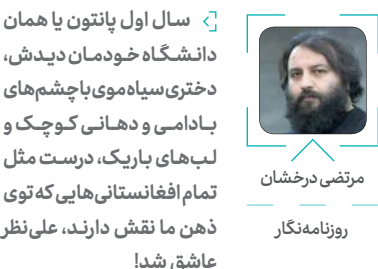 سال اول پانتون یا همان
دانشگاه خودمان دیدش،
دختری سیاه‌موی با چشم‌های
بادامی و دهانی کوچک و
لب‌های باریک، درست مثل
تمام افغانستانی‌هایی که توی
ذهن ما نقش دارند، علی‌نظر
عاشق شد!
مرتضی درخشان
روزنامه‌نگار